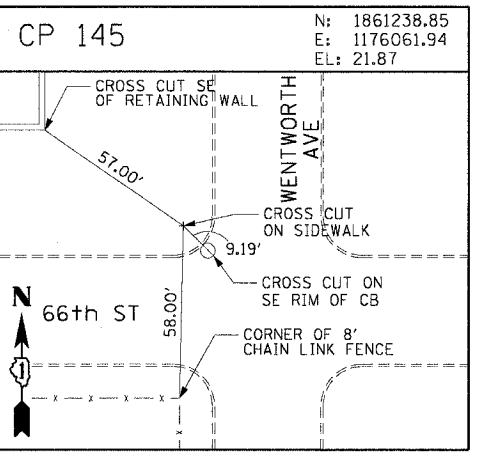 CP 145
N: 1861238.85
E: 1176061.94
EL: 21.87
CROSS CUT SE
OF RETAINING WALL
WENTWORTH
AVE
57.00'
CROSS CUT
ON SIDEWALK
9.19'
CROSS CUT ON
SE RIM OF CB
N
66th ST
58.00'
CORNER OF 8'
CHAIN LINK FENCE